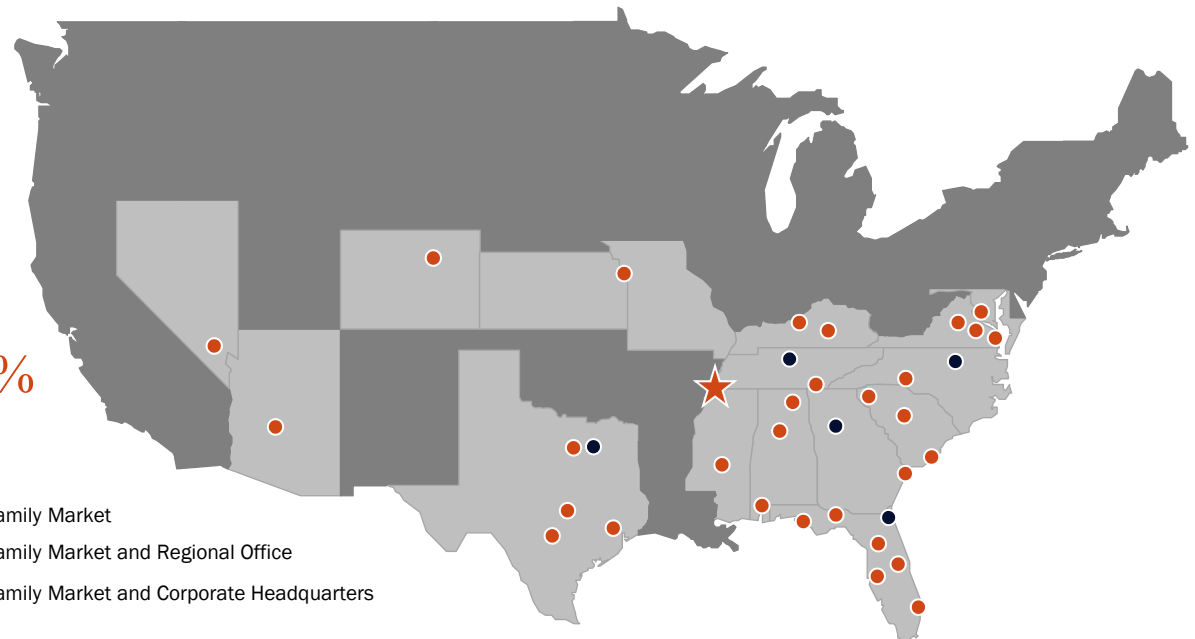 %
amily Market
amily Market and Regional Office
amily Market and Corporate Headquarters